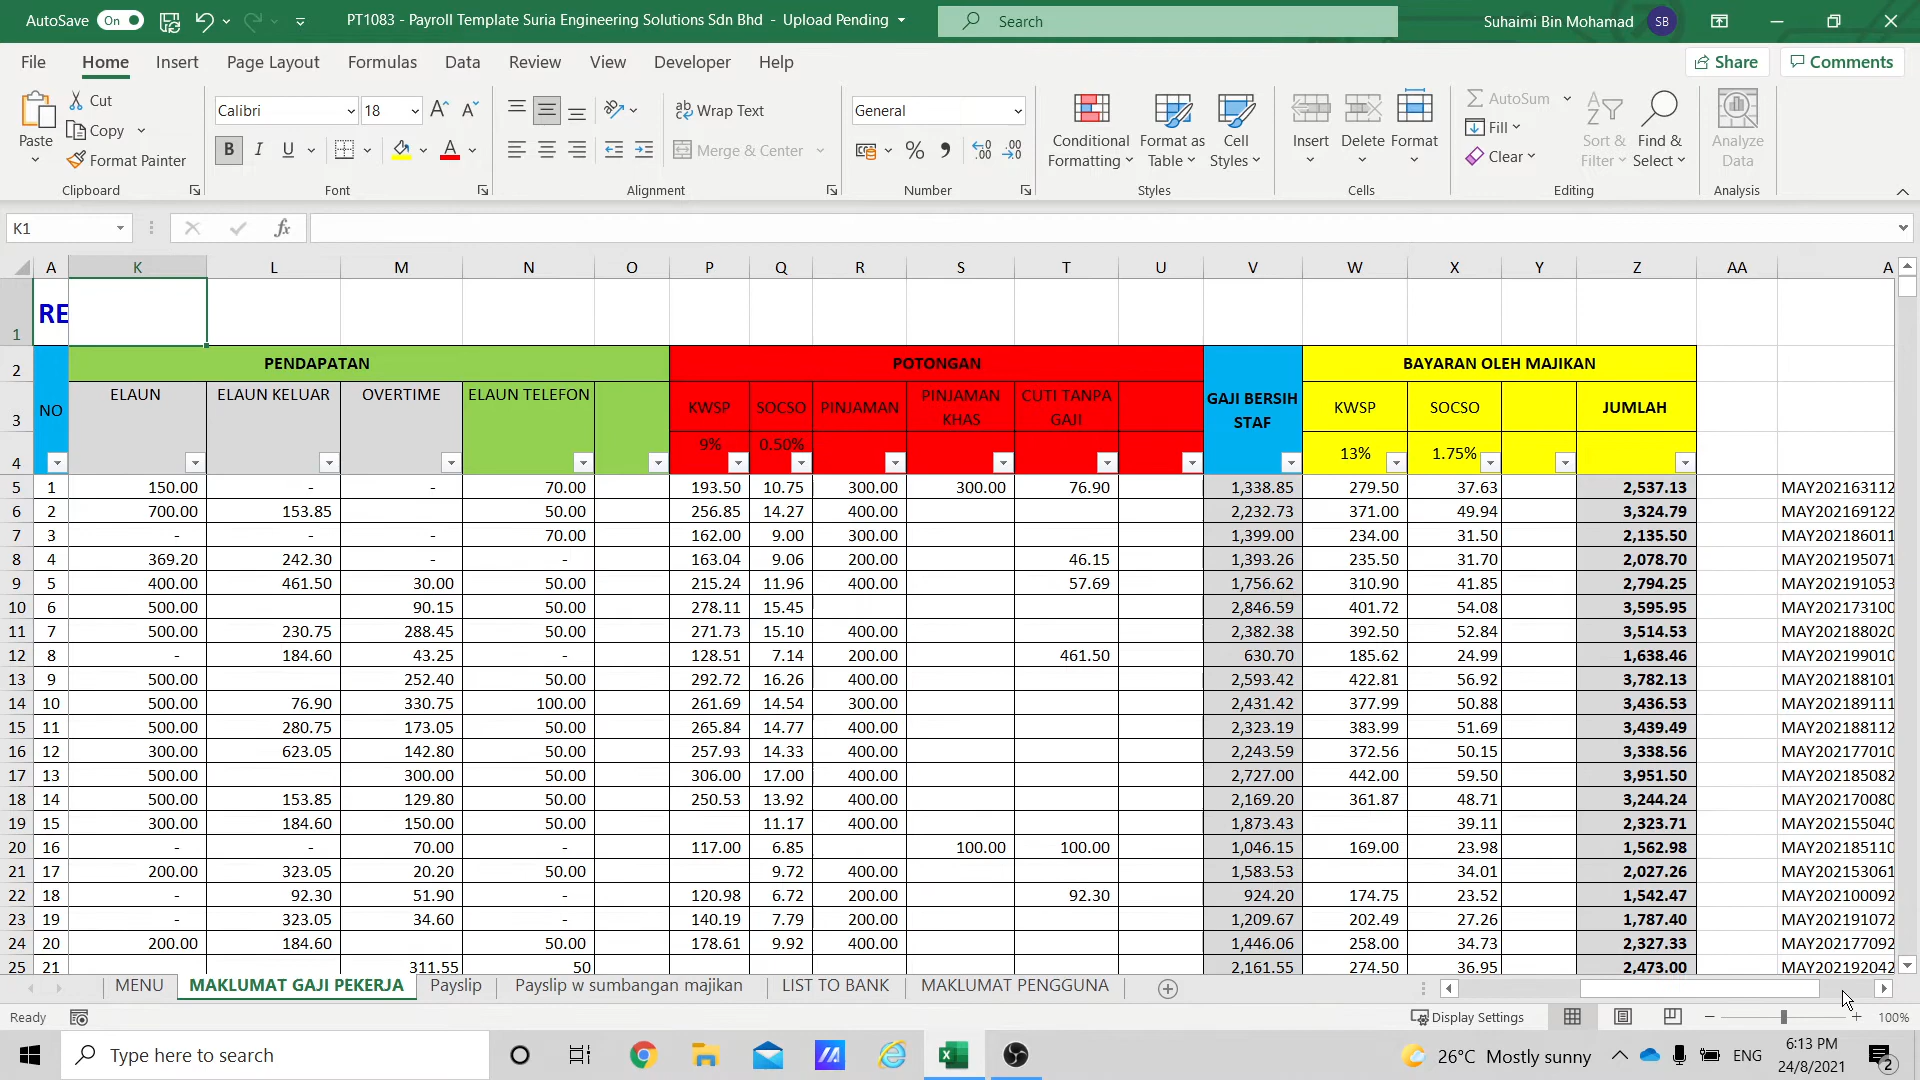 AutoSave On PT1083 - Payroll Template Suria Engineering Solutions Sdn Bhd - Upload Pending Search Suhaimi Bin Mohamad SB
File Home Insert Page Layout Formulas Data Review View Developer Help Share Comments
Paste Cut Copy Format Painter Clipboard
Calibri 18 B I U Font
Wrap Text Merge & Center Alignment
General % Number
Conditional Formatting Format as Table Cell Styles Styles
Insert Delete Format Cells
AutoSum Fill Clear Sort & Filter Find & Select Editing
Analyze Data Analysis
K1 fx
A K L M N O P Q R S T U V W X Y Z AA A
1 RE
2 PENDAPATAN POTONGAN BAYARAN OLEH MAJIKAN
3 NO ELAUN ELAUN KELUAR OVERTIME ELAUN TELEFON KWSP SOCSO PINJAMAN PINJAMAN KHAS CUTI TANPA GAJI GAJI BERSIH STAF KWSP SOCSO JUMLAH
4 9% 0.50% 13% 1.75%
5 1 150.00 - - 70.00 193.50 10.75 300.00 300.00 76.90 1,338.85 279.50 37.63 2,537.13 MAY202163112
6 2 700.00 153.85 50.00 256.85 14.27 400.00 2,232.73 371.00 49.94 3,324.79 MAY202169122
7 3 - - - 70.00 162.00 9.00 300.00 1,399.00 234.00 31.50 2,135.50 MAY202186011
8 4 369.20 242.30 - - 163.04 9.06 200.00 46.15 1,393.26 235.50 31.70 2,078.70 MAY202195071
9 5 400.00 461.50 30.00 50.00 215.24 11.96 400.00 57.69 1,756.62 310.90 41.85 2,794.25 MAY202191053
10 6 500.00 90.15 50.00 278.11 15.45 2,846.59 401.72 54.08 3,595.95 MAY202173100
11 7 500.00 230.75 288.45 50.00 271.73 15.10 400.00 2,382.38 392.50 52.84 3,514.53 MAY202188020
12 8 - 184.60 43.25 - 128.51 7.14 200.00 461.50 630.70 185.62 24.99 1,638.46 MAY202199010
13 9 500.00 252.40 50.00 292.72 16.26 400.00 2,593.42 422.81 56.92 3,782.13 MAY202188101
14 10 500.00 76.90 330.75 100.00 261.69 14.54 300.00 2,431.42 377.99 50.88 3,436.53 MAY202189111
15 11 500.00 280.75 173.05 50.00 265.84 14.77 400.00 2,323.19 383.99 51.69 3,439.49 MAY202188112
16 12 300.00 623.05 142.80 50.00 257.93 14.33 400.00 2,243.59 372.56 50.15 3,338.56 MAY202177010
17 13 500.00 300.00 50.00 306.00 17.00 400.00 2,727.00 442.00 59.50 3,951.50 MAY202185082
18 14 500.00 153.85 129.80 50.00 250.53 13.92 400.00 2,169.20 361.87 48.71 3,244.24 MAY202170080
19 15 300.00 184.60 150.00 50.00 11.17 400.00 1,873.43 39.11 2,323.71 MAY202155040
20 16 - - 70.00 - 117.00 6.85 100.00 100.00 1,046.15 169.00 23.98 1,562.98 MAY202185110
21 17 200.00 323.05 20.20 50.00 9.72 400.00 1,583.53 34.01 2,027.26 MAY202153061
22 18 - 92.30 51.90 - 120.98 6.72 200.00 92.30 924.20 174.75 23.52 1,542.47 MAY202100092
23 19 - 323.05 34.60 - 140.19 7.79 200.00 1,209.67 202.49 27.26 1,787.40 MAY202191072
24 20 200.00 184.60 50.00 178.61 9.92 400.00 1,446.06 258.00 34.73 2,327.33 MAY202177092
25 21 311.55 50 2,161.55 274.50 36.95 2,473.00 MAY202192042
MENU MAKLUMAT GAJI PEKERJA Payslip Payslip w sumbangan majikan LIST TO BANK MAKLUMAT PENGGUNA
Ready Display Settings 100%
Type here to search 26°C Mostly sunny ENG 6:13 PM 24/8/2021 2